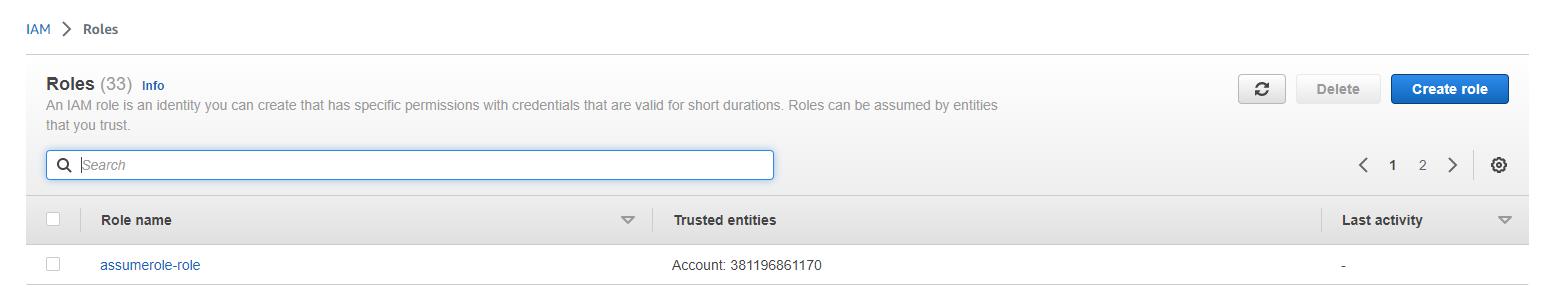 IAM > Roles
Roles (33) Info
An IAM role is an identity you can create that has specific permissions with credentials that are valid for short durations. Roles can be assumed by entities
that you trust.
Delete
Create role
Search
1 2
Role name Trusted entities Last activity
assumerole-role Account: 381196861170 -